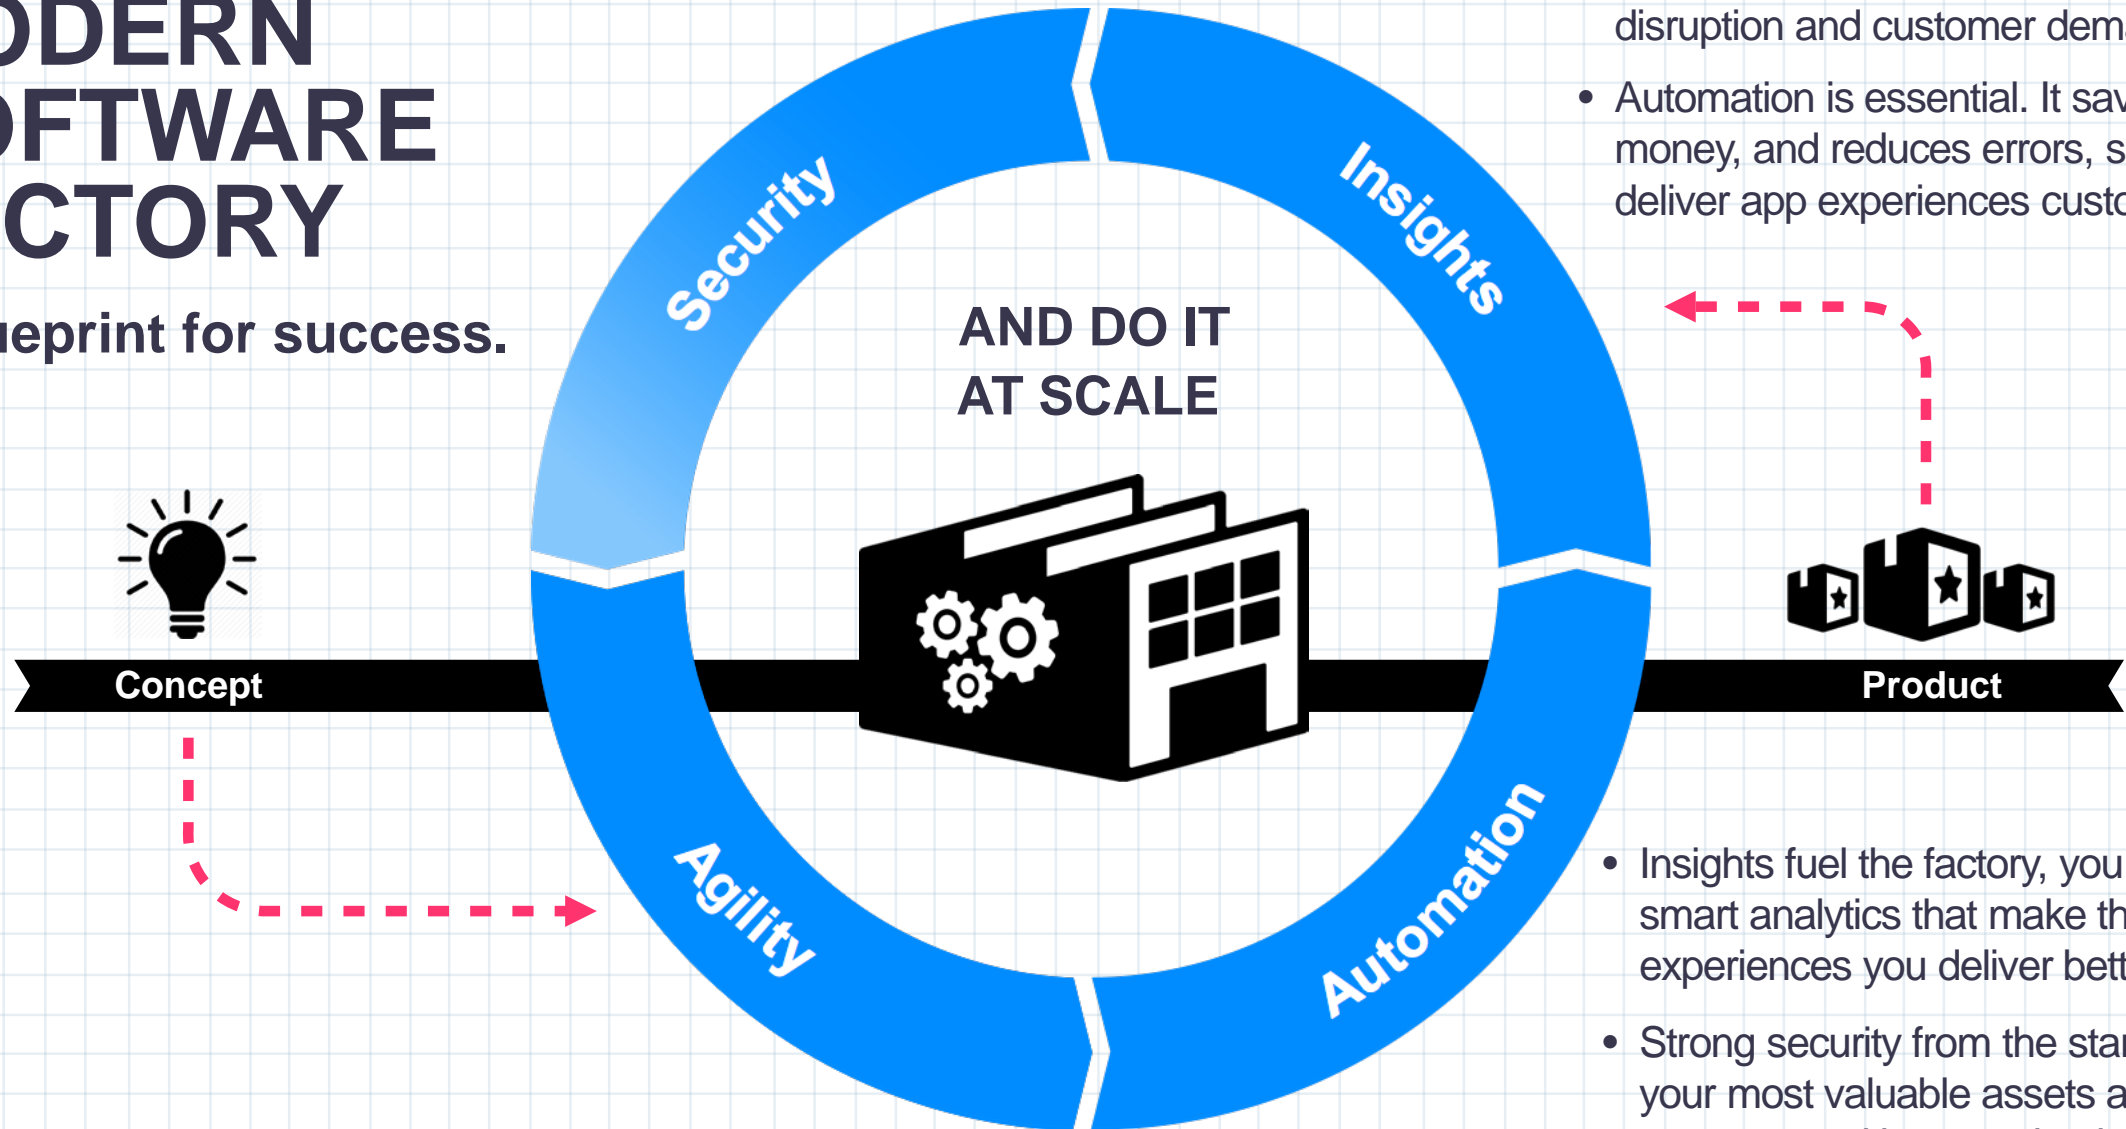 ODERN
OFTWARE
CTORY
ueprint for success.
disruption and customer dema
• Automation is essential. It sav
money, and reduces errors, s
deliver app experiences custo
Security
Insights
AND DO IT
AT SCALE
Concept
Product
Agility
Automation
• Insights fuel the factory, you
smart analytics that make th
experiences you deliver bett
• Strong security from the star
your most valuable assets a